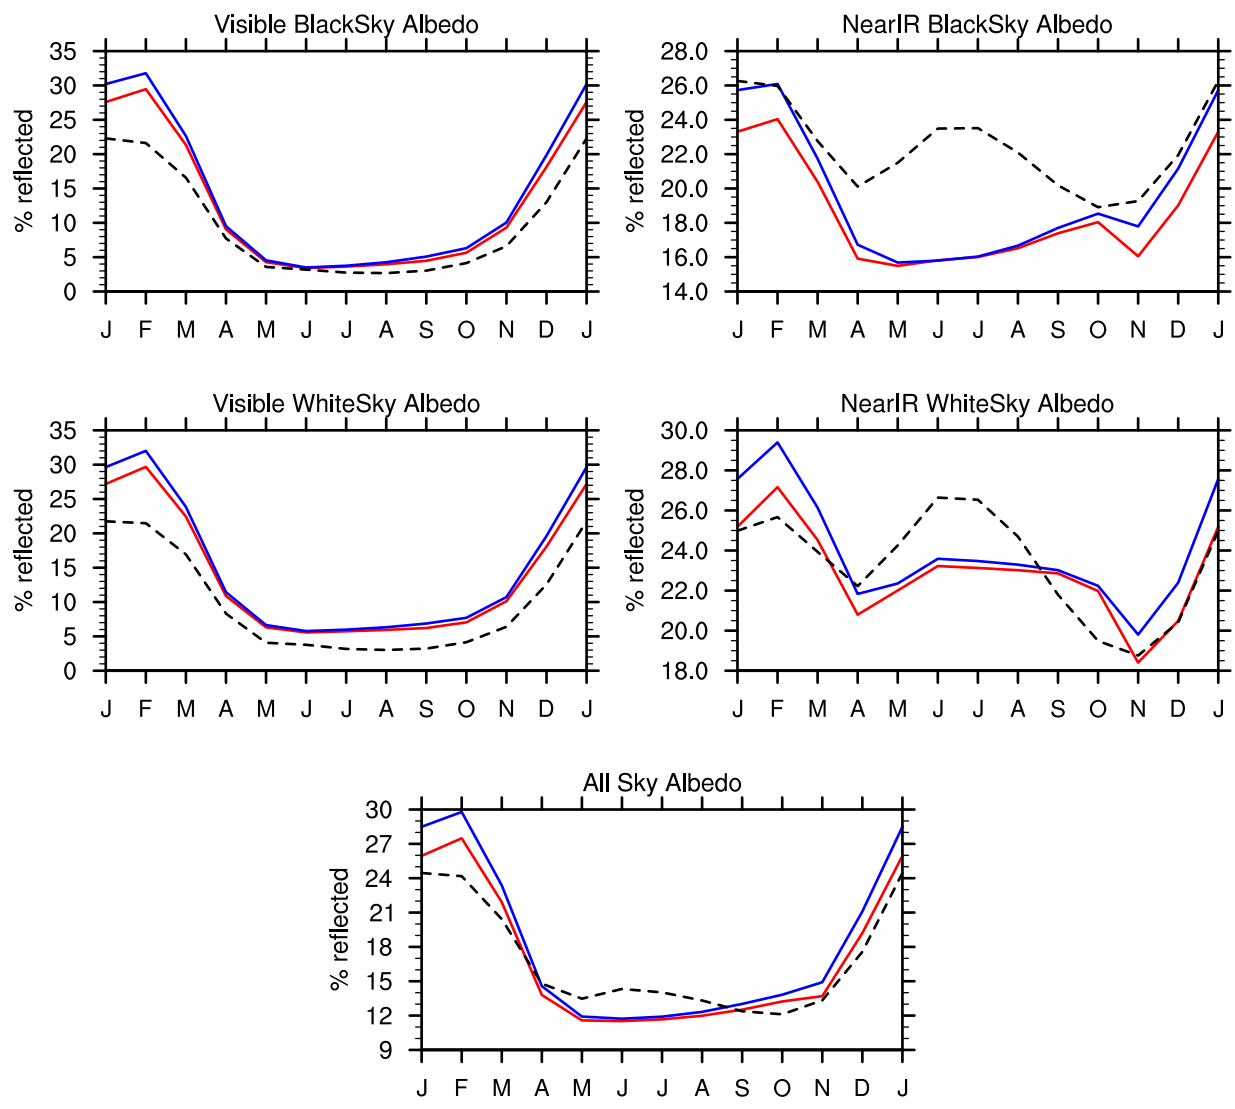 Visible BlackSky Albedo
% reflected
35
30
25
20
15
10
5
0
J F M A M J J A S O N D J
NearIR BlackSky Albedo
% reflected
28.0
26.0
24.0
22.0
20.0
18.0
16.0
14.0
J F M A M J J A S O N D J
Visible WhiteSky Albedo
% reflected
35
30
25
20
15
10
5
0
J F M A M J J A S O N D J
NearIR WhiteSky Albedo
% reflected
30.0
28.0
26.0
24.0
22.0
20.0
18.0
J F M A M J J A S O N D J
All Sky Albedo
% reflected
30
27
24
21
18
15
12
9
J F M A M J J A S O N D J